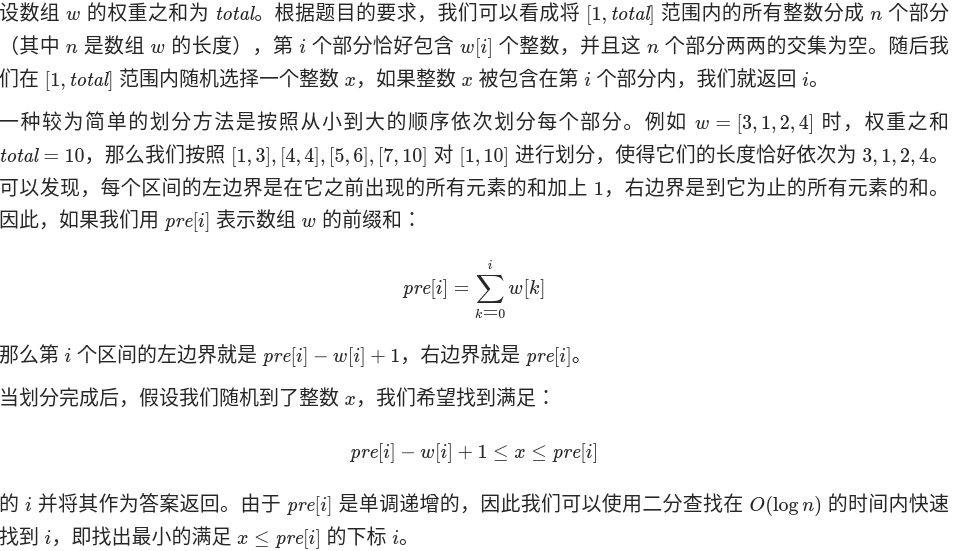 设数组 w 的权重之和为 total。根据题目的要求，我们可以看成将 [1, total] 范围内的所有整数分成 n 个部分
（其中 n 是数组 w 的长度），第 i 个部分恰好包含 w[i] 个整数，并且这 n 个部分两两的交集为空。随后我
们在 [1, total] 范围内随机选择一个整数 x，如果整数 x 被包含在第 i 个部分内，我们就返回 i。
一种较为简单的划分方法是按照从小到大的顺序依次划分每个部分。例如 w = [3, 1, 2, 4] 时，权重之和
total = 10，那么我们按照 [1, 3], [4, 4], [5, 6], [7, 10] 对 [1, 10] 进行划分，使得它们的长度恰好依次为 3, 1, 2, 4。
可以发现，每个区间的左边界是在它之前出现的所有元素的和加上 1，右边界是到它为止的所有元素的和。
因此，如果我们用 pre[i] 表示数组 w 的前缀和：
pre[i] = ∑_{k=0}^{i} w[k]
那么第 i 个区间的左边界就是 pre[i] − w[i] + 1，右边界就是 pre[i]。
当划分完成后，假设我们随机到了整数 x，我们希望找到满足：
pre[i] − w[i] + 1 ≤ x ≤ pre[i]
的 i 并将其作为答案返回。由于 pre[i] 是单调递增的，因此我们可以使用二分查找在 O(log n) 的时间内快速
找到 i，即找出最小的满足 x ≤ pre[i] 的下标 i。